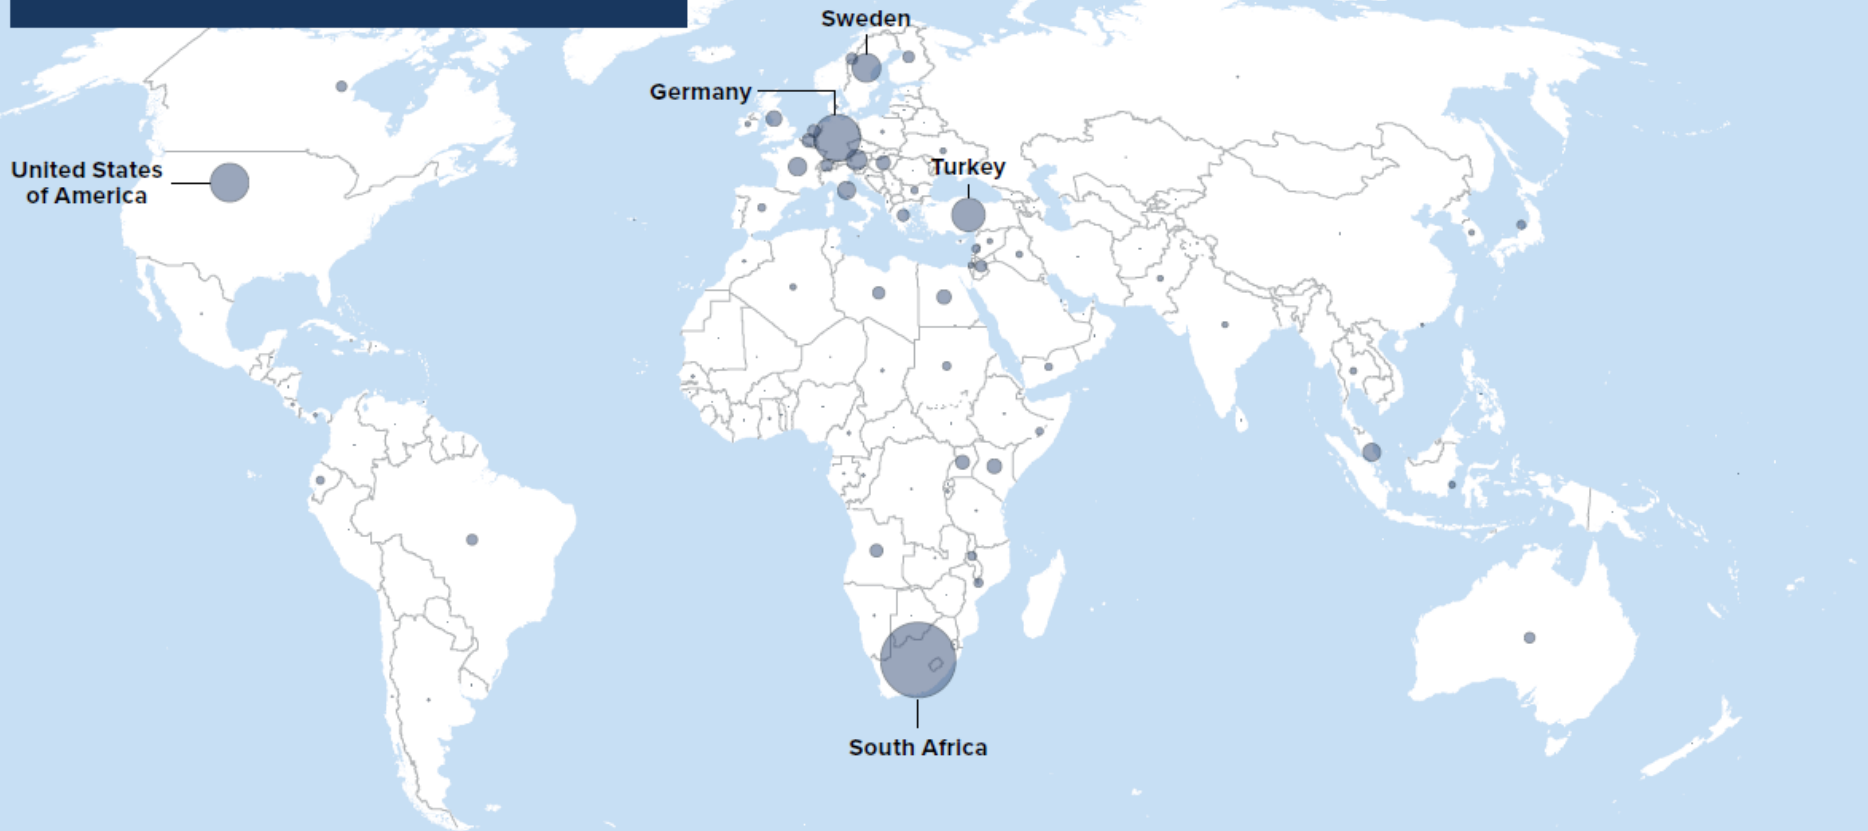 Sweden
Germany
United States
of America
Turkey
South Africa